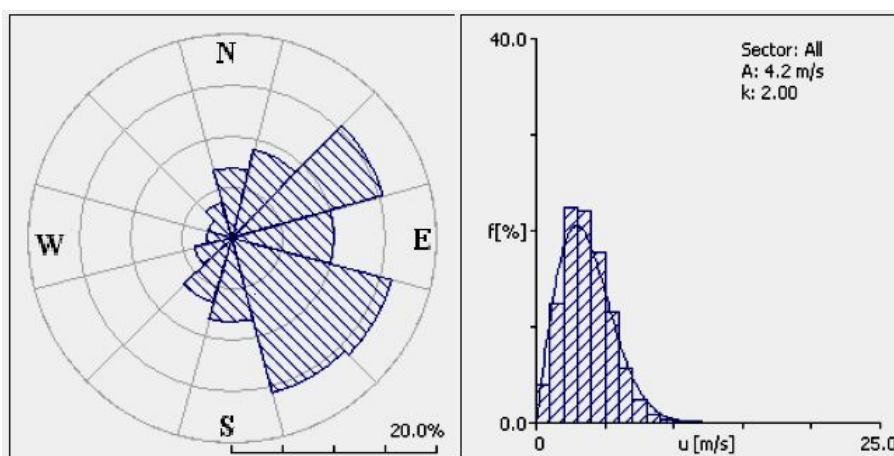 N
W
E
S
20.0%
40.0
Sector: All
A: 4.2 m/s
k: 2.00
f[%]
0.0
0
u [m/s]
25.0